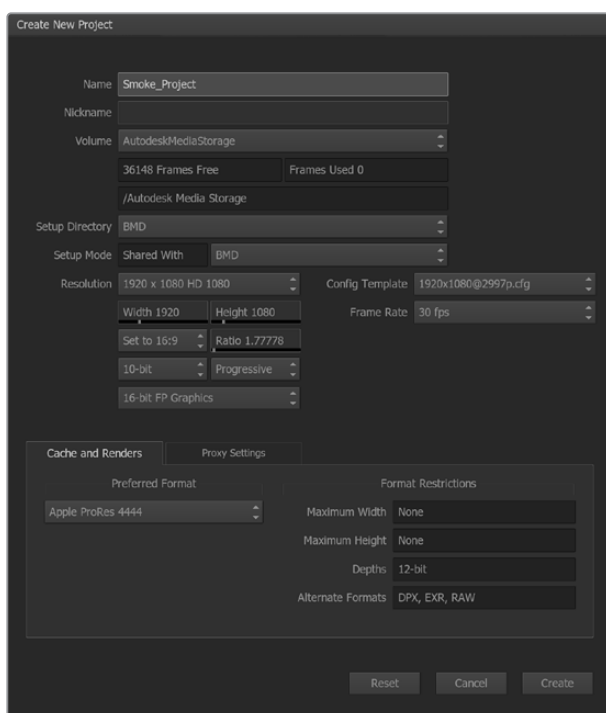 Create New Project
Name Smoke_Project
Nickname
Volume AutodeskMediaStorage
36148 Frames Free Frames Used 0
/Autodesk Media Storage
Setup Directory BMD
Setup Mode Shared With BMD
Resolution 1920 x 1080 HD 1080 Config Template 1920x1080@2997p.cfg
Width 1920 Height 1080 Frame Rate 30 fps
Set to 16:9 Ratio 1.77778
10-bit Progressive
16-bit FP Graphics
Cache and Renders Proxy Settings
Preferred Format Format Restrictions
Apple ProRes 4444 Maximum Width None
Maximum Height None
Depths 12-bit
Alternate Formats DPX, EXR, RAW
Reset Cancel Create